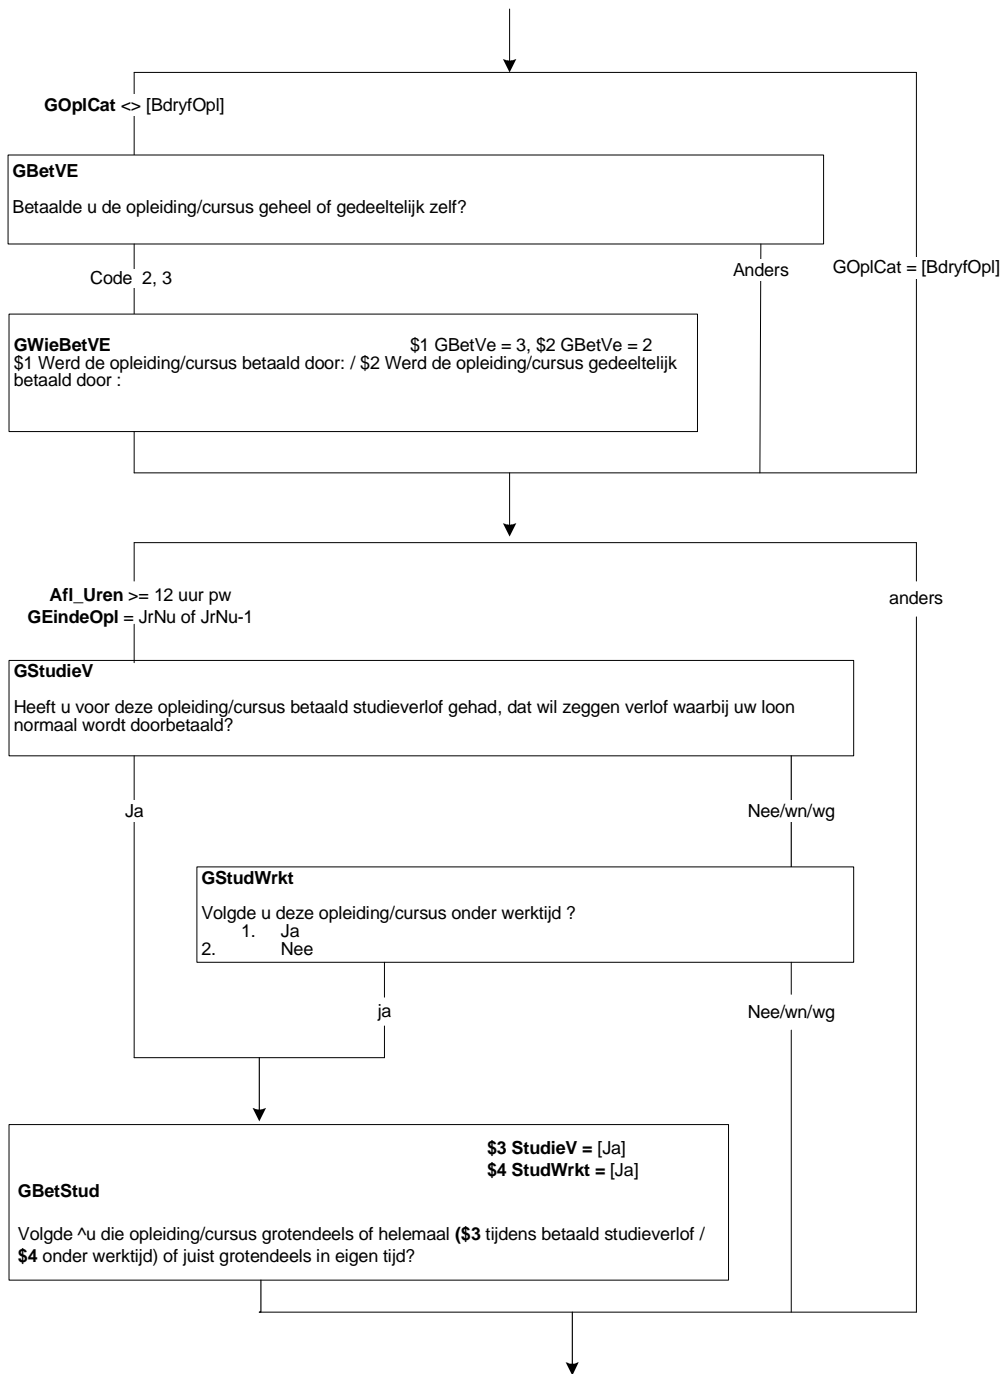 GOplCat <> [BdryfOpl]
GBetVE
Betaalde u de opleiding/cursus geheel of gedeeltelijk zelf?
Code 2, 3
Anders
GOplCat = [BdryfOpl]
GWieBetVE $1 GBetVe = 3, $2 GBetVe = 2
$1 Werd de opleiding/cursus betaald door: / $2 Werd de opleiding/cursus gedeeltelijk
betaald door :
Afl_Uren >= 12 uur pw
GEindeOpl = JrNu of JrNu-1
anders
GStudieV
Heeft u voor deze opleiding/cursus betaald studieverlof gehad, dat wil zeggen verlof waarbij uw loon
normaal wordt doorbetaald?
Ja
Nee/wn/wg
GStudWrkt
Volgde u deze opleiding/cursus onder werktijd ?
1. Ja
2. Nee
ja
Nee/wn/wg
$3 StudieV = [Ja]
$4 StudWrkt = [Ja]
GBetStud
Volgde ^u die opleiding/cursus grotendeels of helemaal ($3 tijdens betaald studieverlof /
$4 onder werktijd) of juist grotendeels in eigen tijd?